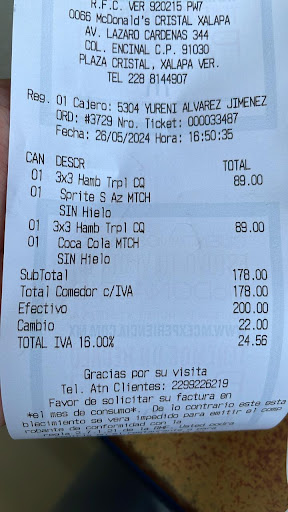 R.F.C. VER 920215 PW7
0066 McDonald's CRISTAL XALAPA
AV. LAZARO CARDENAS 344
COL. ENCINAL C.P. 91030
PLAZA CRISTAL, XALAPA VER.
TEL 228 8144907
Reg. 01 Cajero: 5304 YURENI ALVAREZ JIMENEZ
ORD: #3729 Nro. Ticket: 000033487
Fecha: 26/05/2024 Hora: 16:50:35
CAN DESCR TOTAL
01 3x3 Hamb Trpl CQ 89.00
01 Sprite S Az MTCH
SIN Hielo
01 3x3 Hamb Trpl CQ 89.00
01 Coca Cola MTCH
SIN Hielo
SubTotal 178.00
Total Comedor c/IVA 178.00
Efectivo 200.00
Cambio 22.00
TOTAL IVA 16.00% 24.56
Gracias por su visita
Tel. Atn Clientes: 2299226219
Favor de solicitar su factura en
*el mes de consumo*. De lo contrario este esta
blecimiento se vera impedido para emitir el comp
robante de conformidad con la